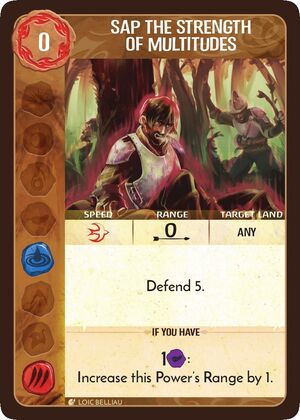 0
SAP THE STRENGTH
OF MULTITUDES
SPEED RANGE TARGET LAND
0 ANY
Defend 5.
IF YOU HAVE
1 :
Increase this Power's Range by 1.
LOIC BELLIAU